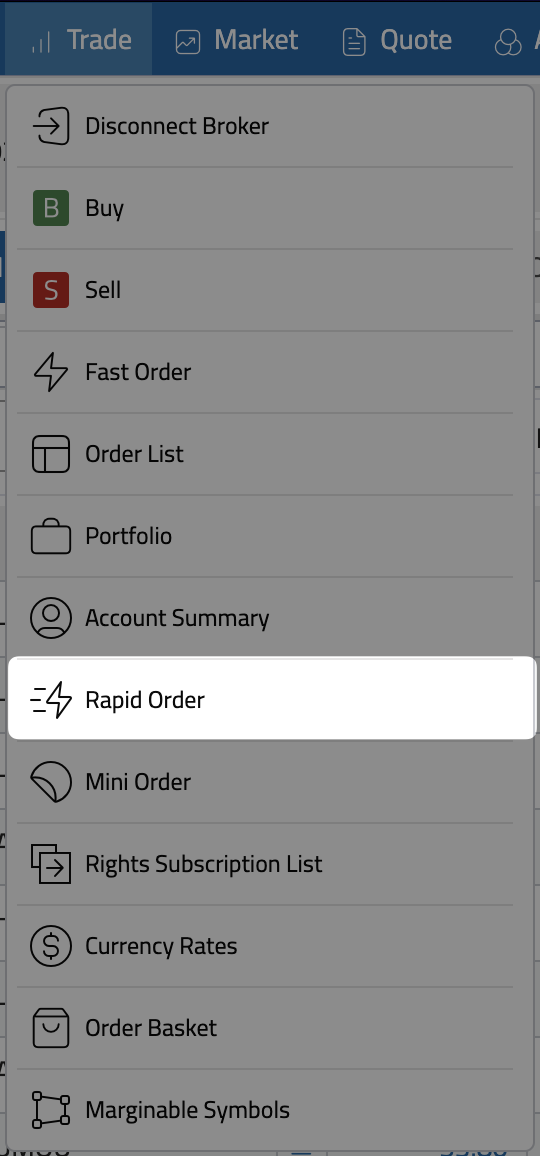 Trade Market Quote
Disconnect Broker
B Buy
S Sell
Fast Order
Order List
Portfolio
Account Summary
Rapid Order
Mini Order
Rights Subscription List
$ Currency Rates
Order Basket
Marginable Symbols